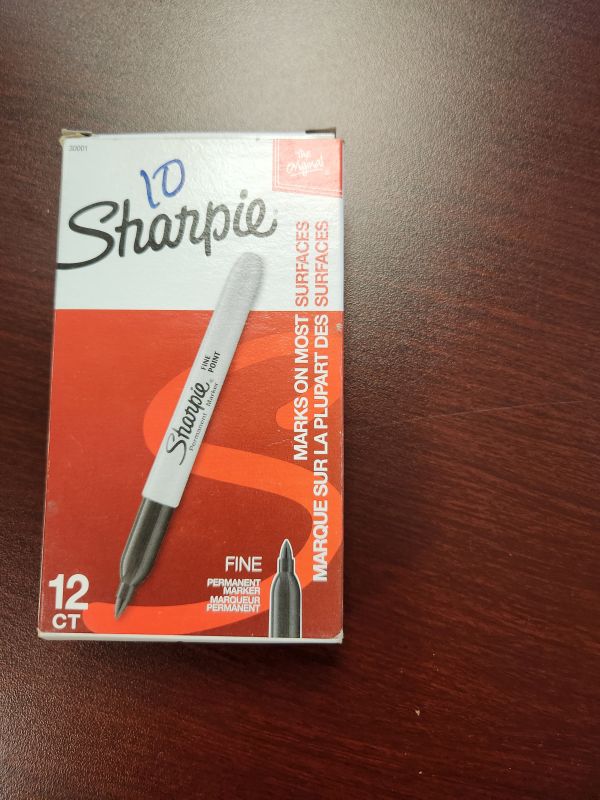 30001
The
Original
10
Sharpie
MARKS ON MOST SURFACES
MARQUE SUR LA PLUPART DES SURFACES
Sharpie
Permanent Marker
FINE
POINT
FINE
PERMANENT
MARKER
MARQUEUR
PERMANENT
12
CT